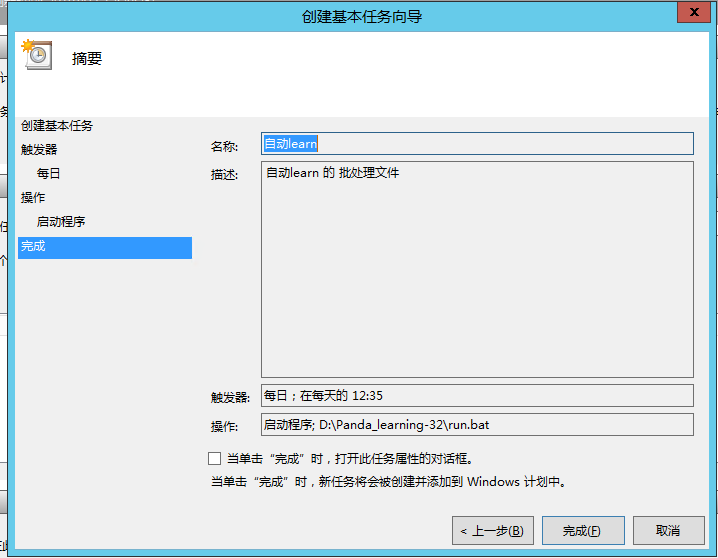 创建基本任务向导
x
摘要
创建基本任务
触发器
每日
操作
启动程序
完成
名称:
自动learn
描述:
自动learn 的 批处理文件
触发器:
每日；在每天的 12:35
操作:
启动程序; D:\Panda_learning-32\run.bat
当单击“完成”时，打开此任务属性的对话框。
当单击“完成”时，新任务将会被创建并添加到 Windows 计划中。
< 上一步(B)
完成(F)
取消